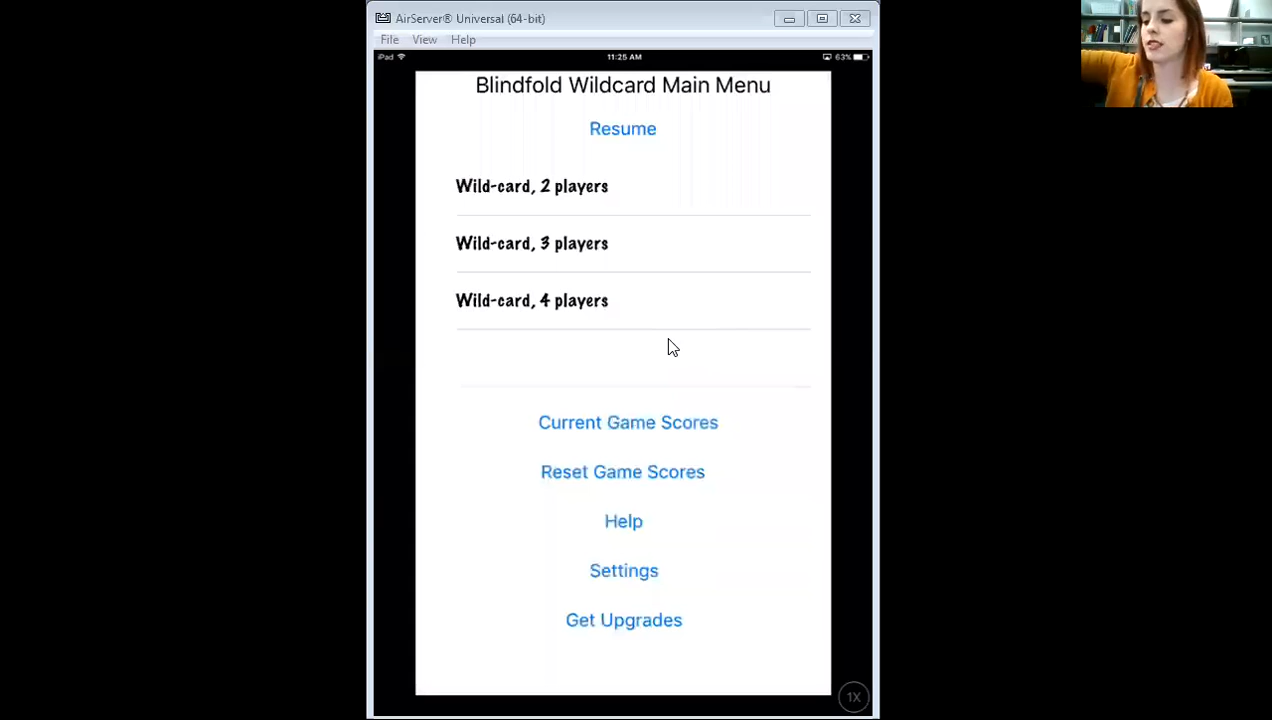 AirServer® Universal (64-bit)
File View Help
iPad 11:25 AM 63%
Blindfold Wildcard Main Menu
Resume
Wild-card, 2 players
Wild-card, 3 players
Wild-card, 4 players
Current Game Scores
Reset Game Scores
Help
Settings
Get Upgrades
1X